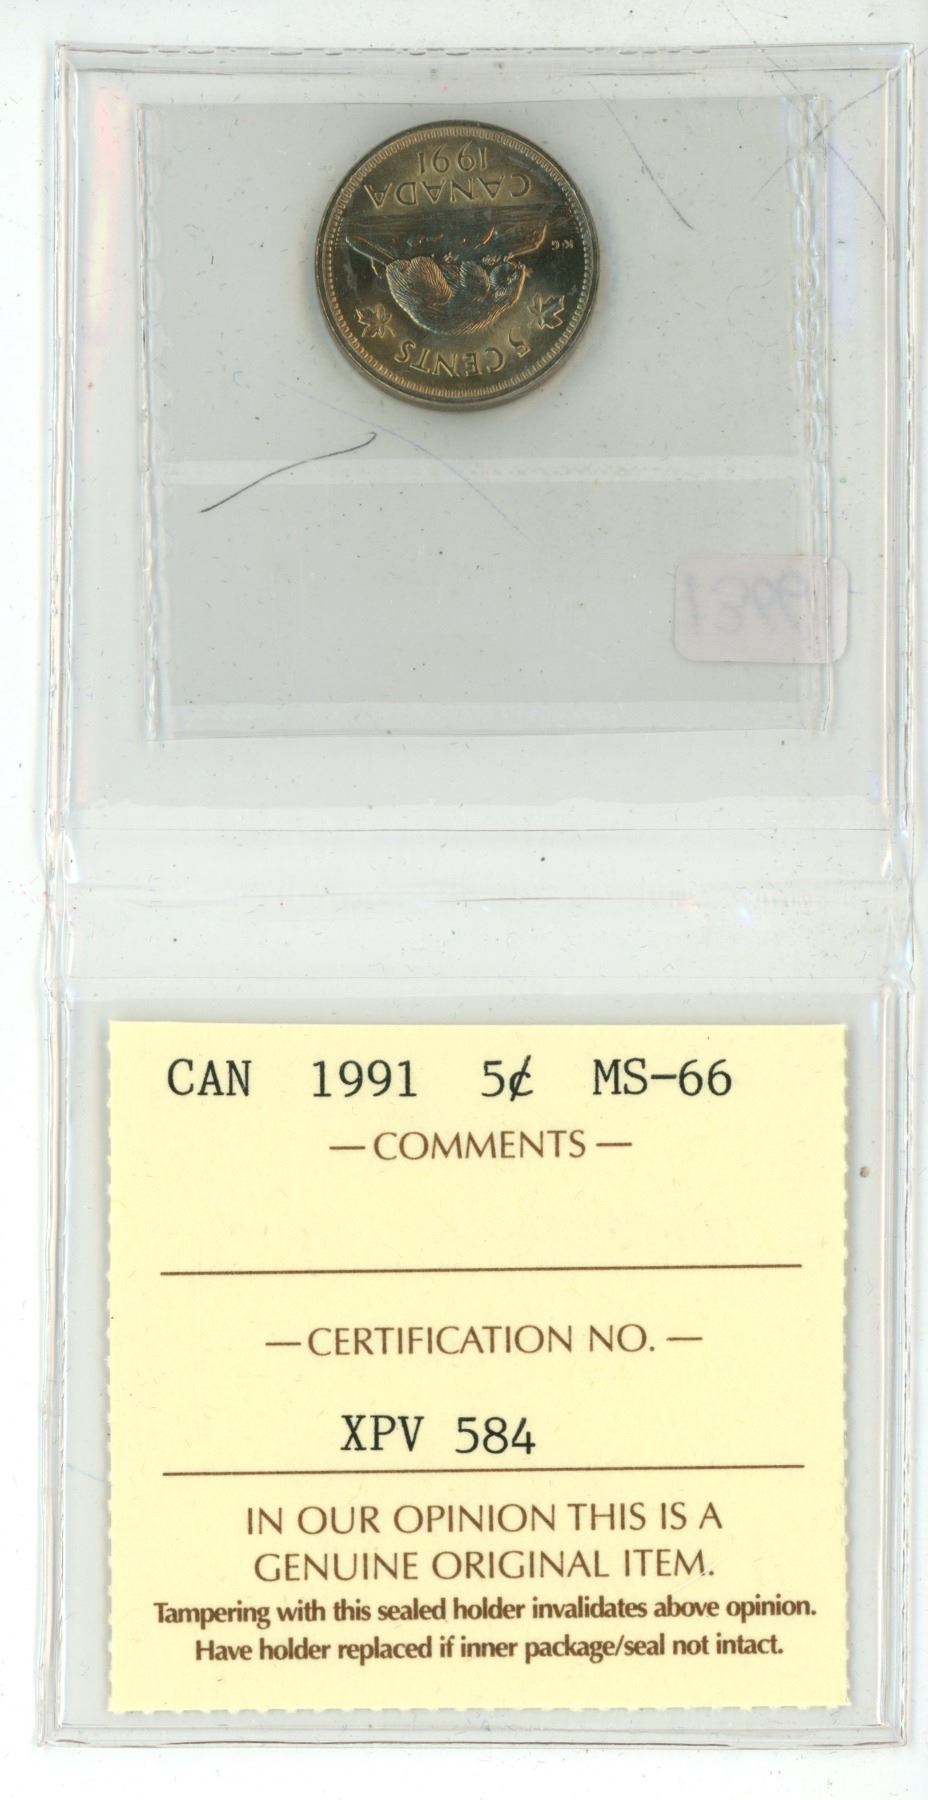 5 CENTS
K·G
CANADA
1991
CAN 1991 5¢ MS-66
— COMMENTS —
— CERTIFICATION NO. —
XPV 584
IN OUR OPINION THIS IS A
GENUINE ORIGINAL ITEM.
Tampering with this sealed holder invalidates above opinion.
Have holder replaced if inner package/seal not intact.